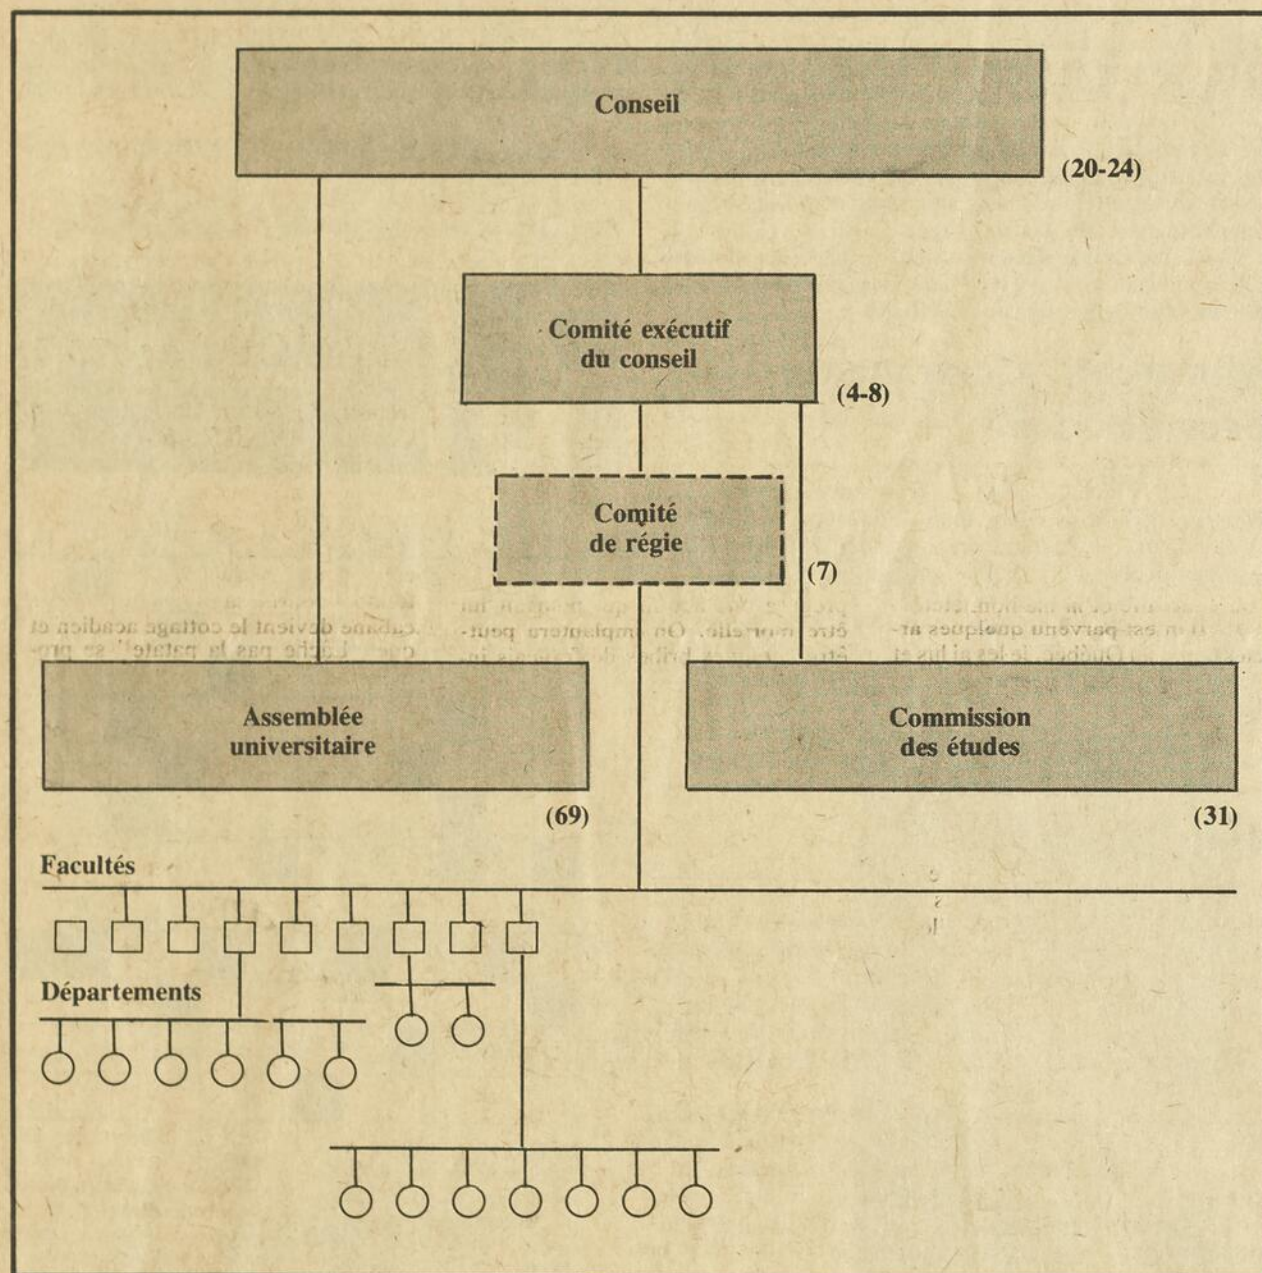 Conseil
(20-24)
Comité exécutif
du conseil
(4-8)
Comité
de régie
(7)
Assemblée
universitaire
(69)
Commission
des études
(31)
Facultés
Départements